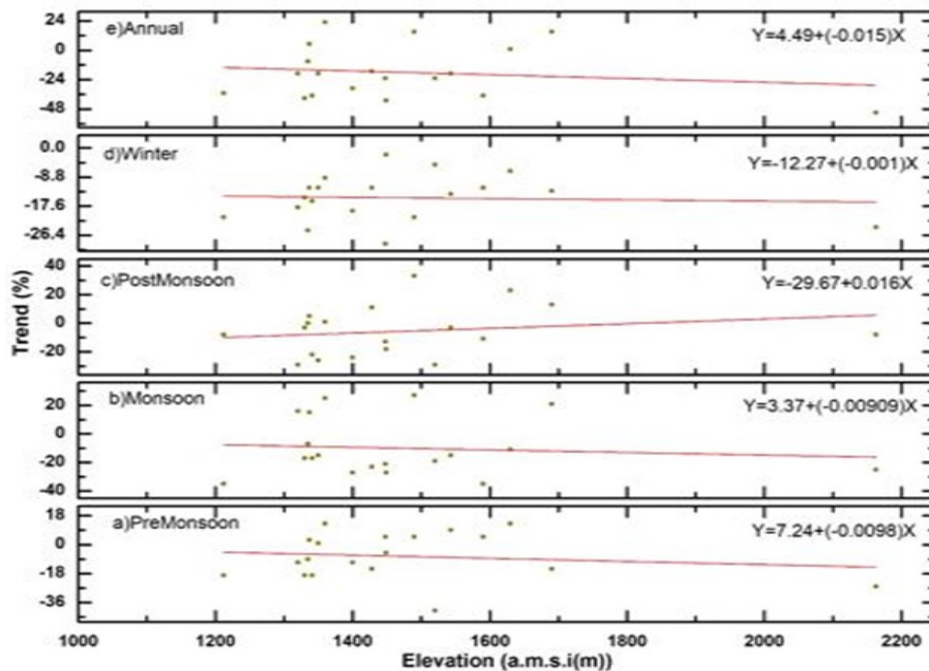 24
0
-24
-48
e)Annual
Y=4.49+(-0.015)X
0.0
-8.8
-17.6
-26.4
d)Winter
Y=-12.27+(-0.001)X
40
20
0
-20
c)PostMonsoon
Y=-29.67+0.016X
20
0
-20
-40
b)Monsoon
Y=3.37+(-0.00909)X
18
0
-18
-36
a)PreMonsoon
Y=7.24+(-0.0098)X
Trend (%)
1000 1200 1400 1600 1800 2000 2200
Elevation (a.m.s.i(m))